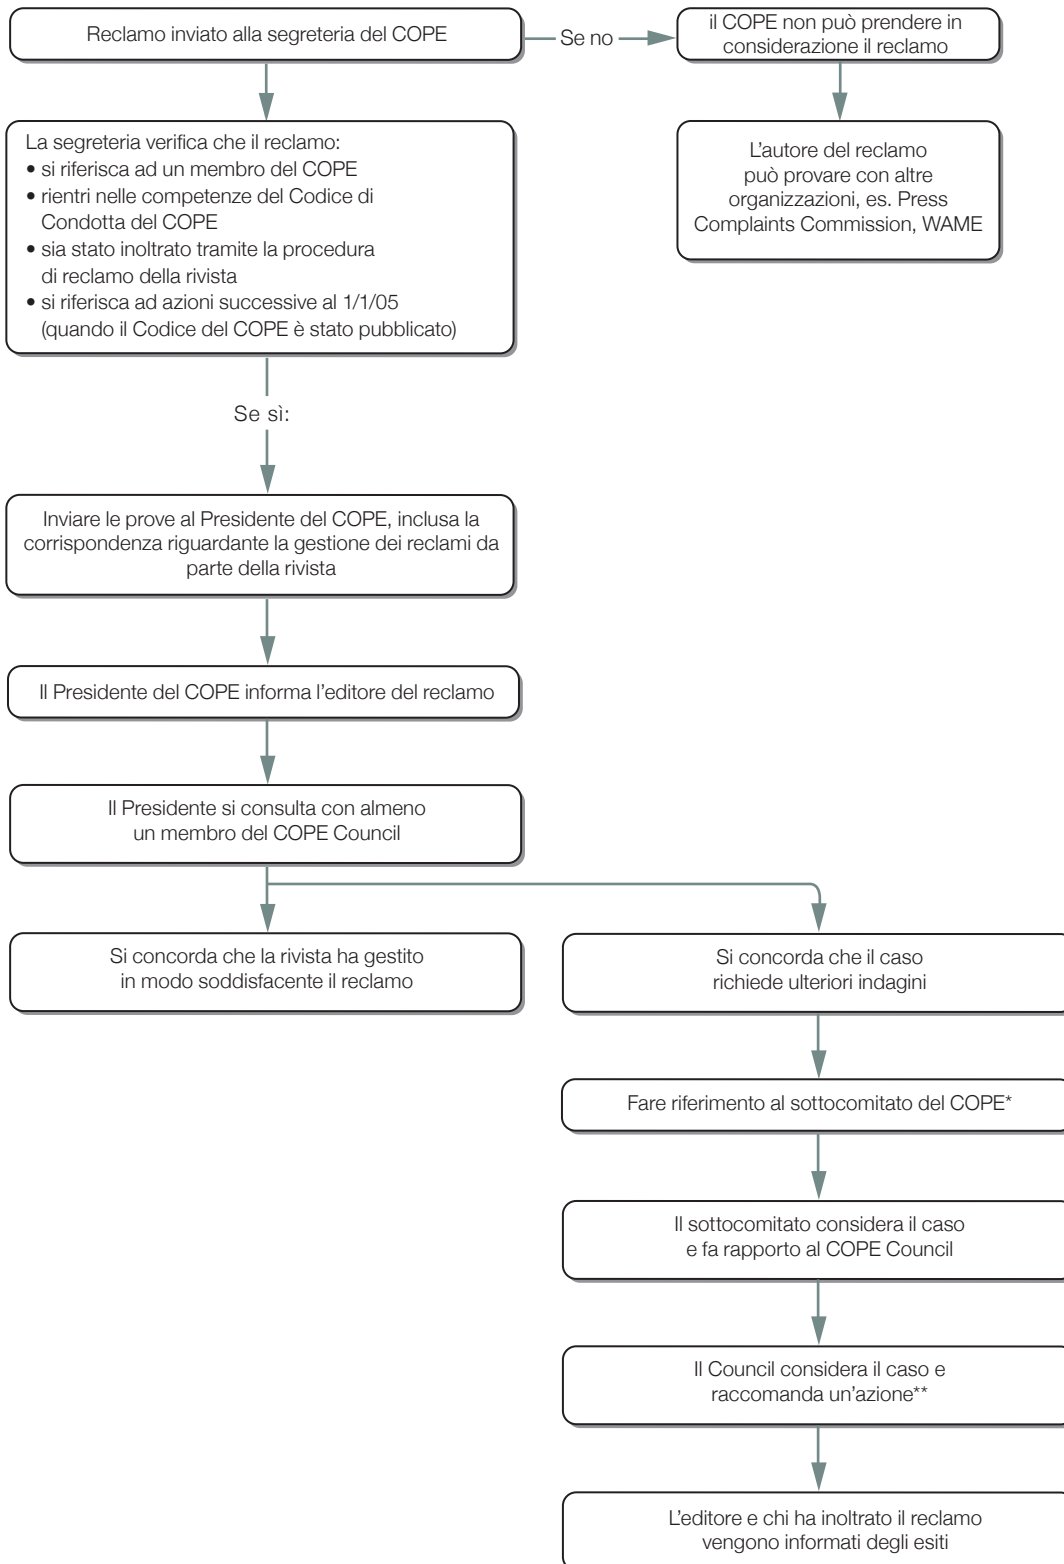 Reclamo inviato alla segreteria del COPE
Se no
il COPE non può prendere in
considerazione il reclamo
La segreteria verifica che il reclamo:
• si riferisca ad un membro del COPE
• rientri nelle competenze del Codice di
Condotta del COPE
• sia stato inoltrato tramite la procedura
di reclamo della rivista
• si riferisca ad azioni successive al 1/1/05
(quando il Codice del COPE è stato pubblicato)
L'autore del reclamo
può provare con altre
organizzazioni, es. Press
Complaints Commission, WAME
Se sì:
Inviare le prove al Presidente del COPE, inclusa la
corrispondenza riguardante la gestione dei reclami da
parte della rivista
Il Presidente del COPE informa l'editore del reclamo
Il Presidente si consulta con almeno
un membro del COPE Council
Si concorda che la rivista ha gestito
in modo soddisfacente il reclamo
Si concorda che il caso
richiede ulteriori indagini
Fare riferimento al sottocomitato del COPE*
Il sottocomitato considera il caso
e fa rapporto al COPE Council
Il Council considera il caso e
raccomanda un'azione**
L'editore e chi ha inoltrato il reclamo
vengono informati degli esiti